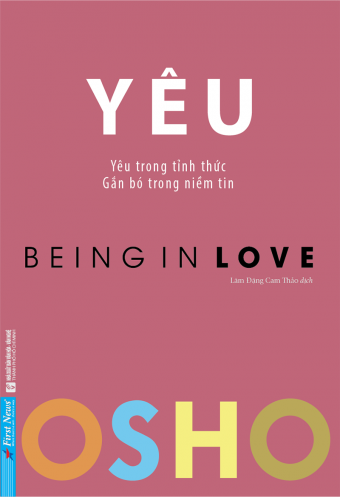 YÊU
Yêu trong tỉnh thức
Gắn bó trong niềm tin
BEING IN LOVE
Lâm Đặng Cam Thảo dịch
First News
OSHO